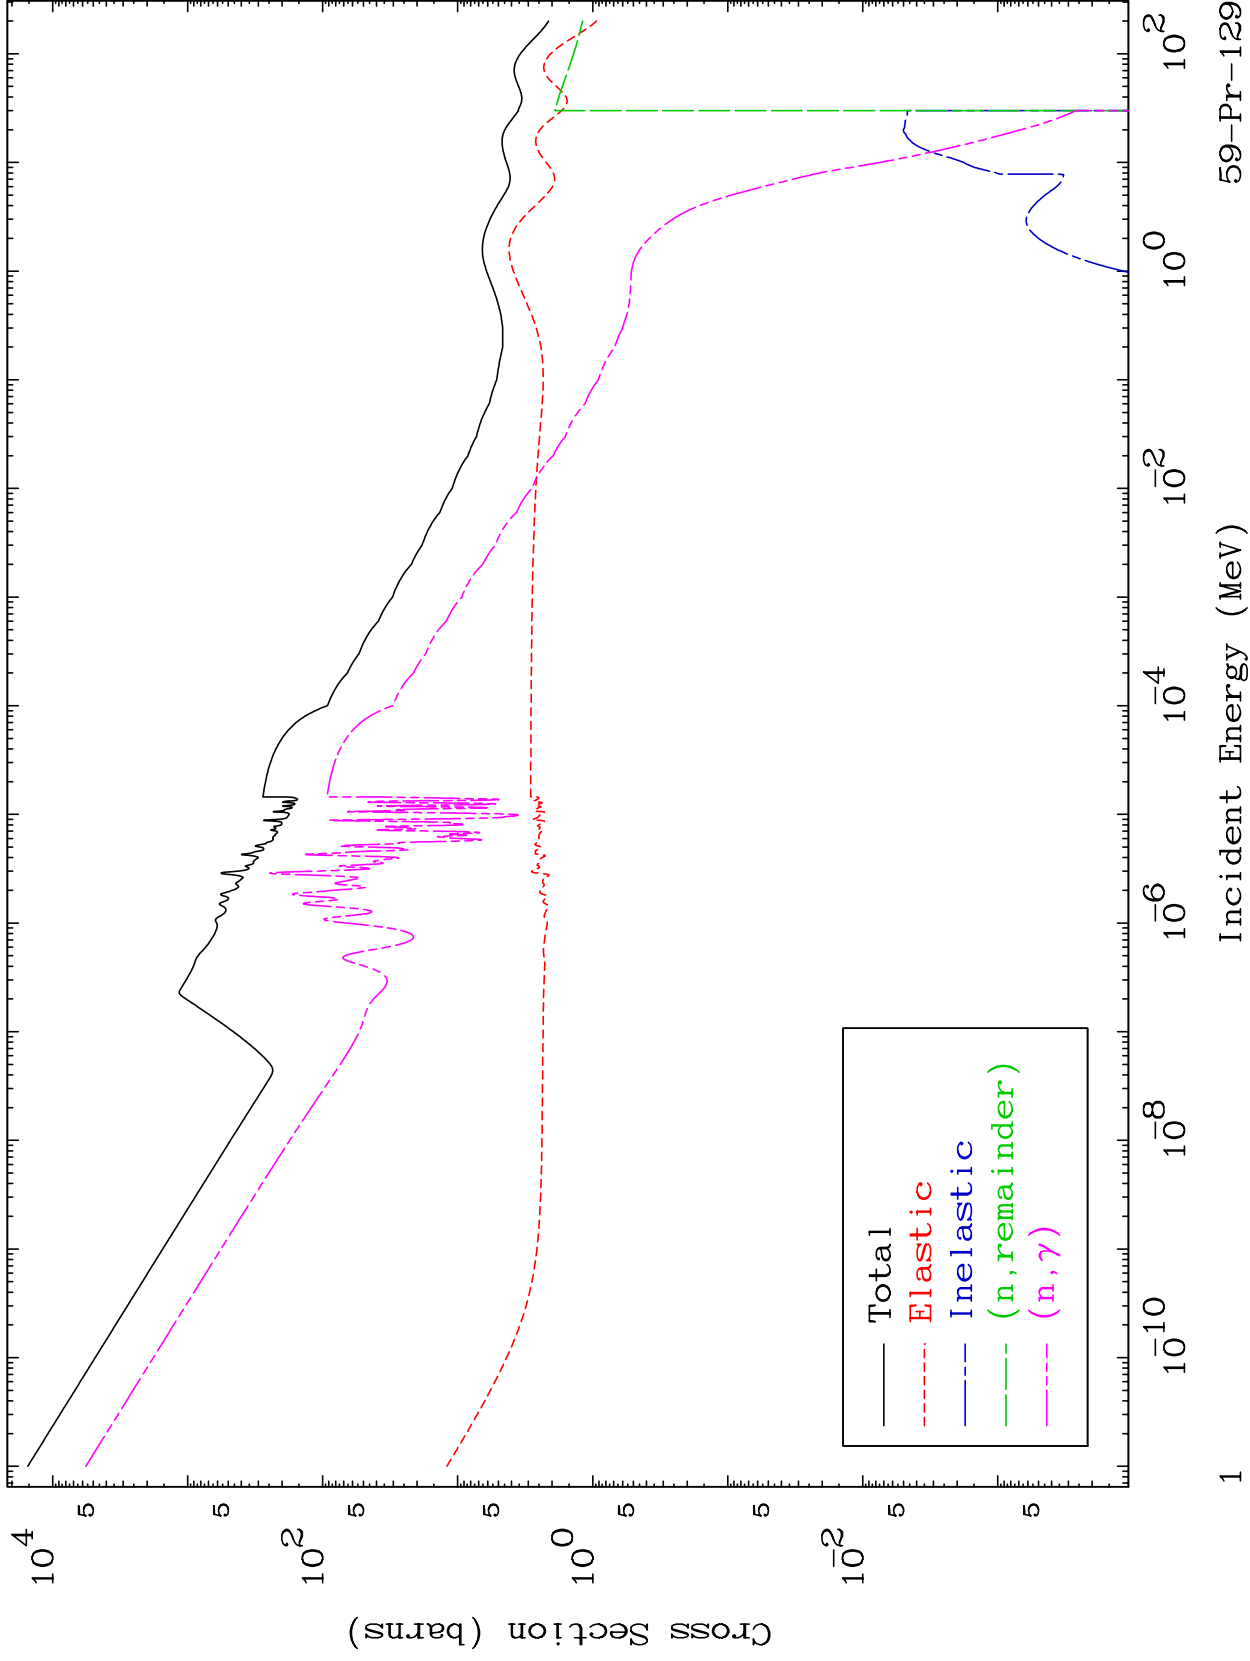 Cross Section (barns)
10^4
5
5
10^2
5
5
10^0
5
5
10^-2
5
5
Total
Elastic
Inelastic
(n,remainder)
(n,γ)
10^-10
10^-8
10^-6
10^-4
10^-2
10^0
10^2
1
Incident Energy (MeV)
59-Pr-129